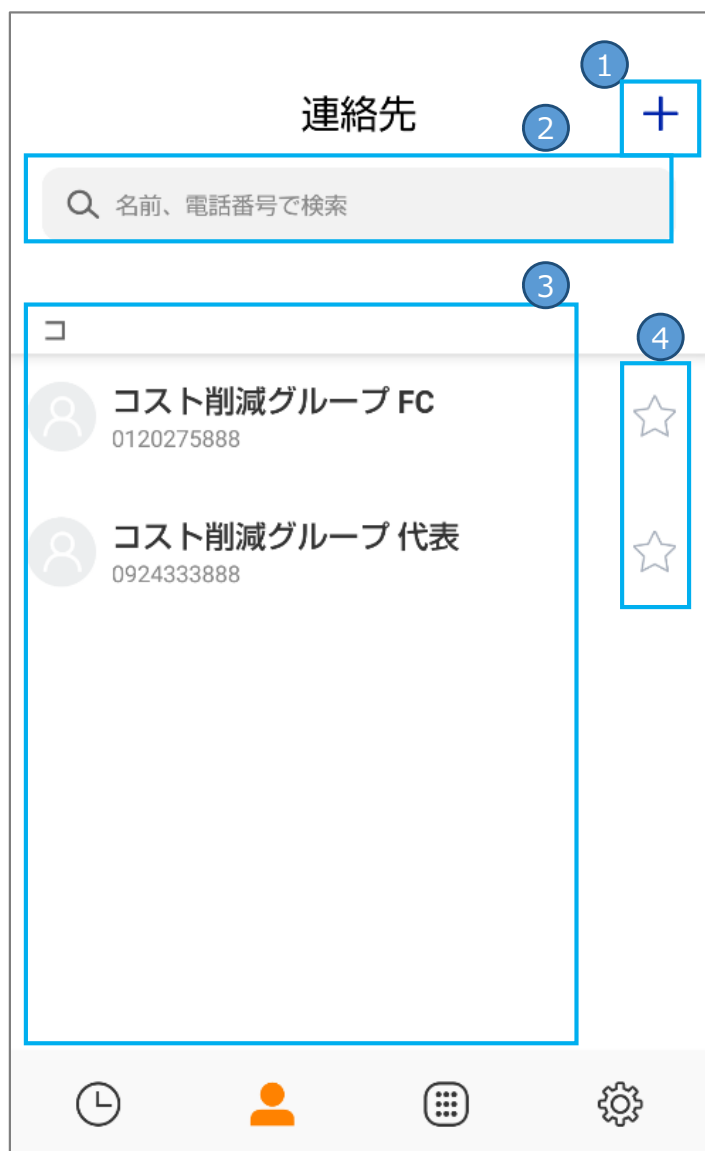 1
連絡先
2
名前、電話番号で検索
3
コ
4
コスト削減グループ FC
0120275888
コスト削減グループ 代表
0924333888